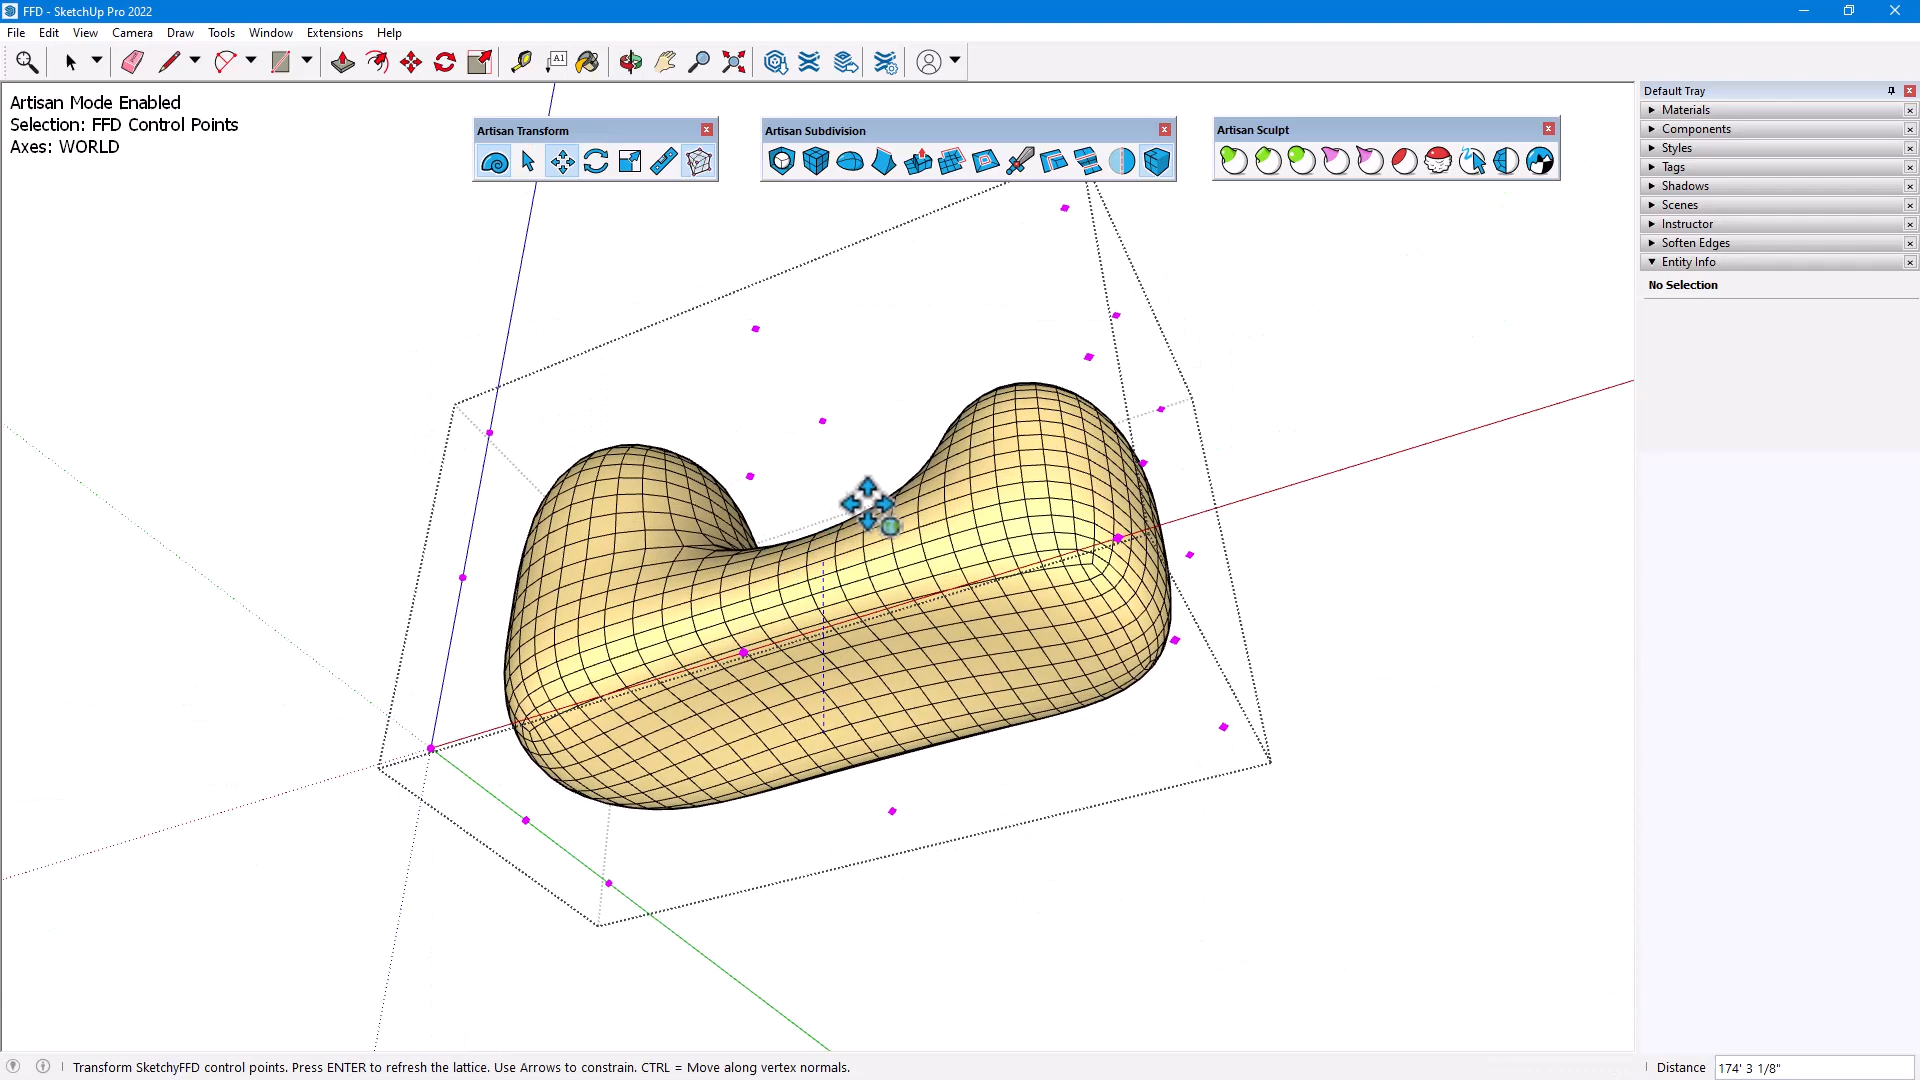 FFD - SketchUp Pro 2022
File Edit View Camera Draw Tools Window Extensions Help
A1
Artisan Mode Enabled
Selection: FFD Control Points
Axes: WORLD
Artisan Transform
Artisan Subdivision
Artisan Sculpt
Default Tray
Materials
Components
Styles
Tags
Shadows
Scenes
Instructor
Soften Edges
Entity Info
No Selection
Transform SketchyFFD control points. Press ENTER to refresh the lattice. Use Arrows to constrain. CTRL = Move along vertex normals.
Distance 174' 3 1/8"